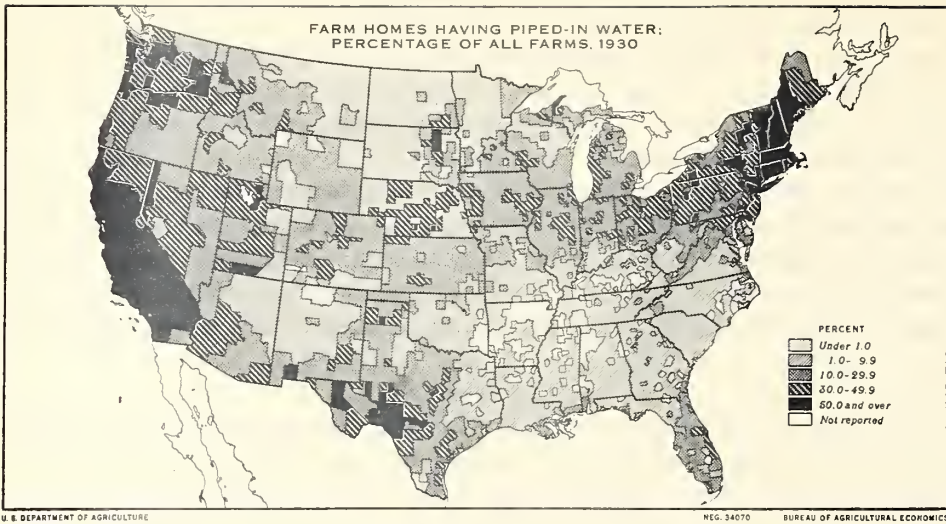 FARM HOMES HAVING PIPED-IN WATER;
PERCENTAGE OF ALL FARMS, 1930
PERCENT
Under 1.0
1.0- 9.9
10.0-29.9
30.0-49.9
50.0 and over
Not reported
U. S. DEPARTMENT OF AGRICULTURE
NEG. 34070
BUREAU OF AGRICULTURAL ECONOMICS